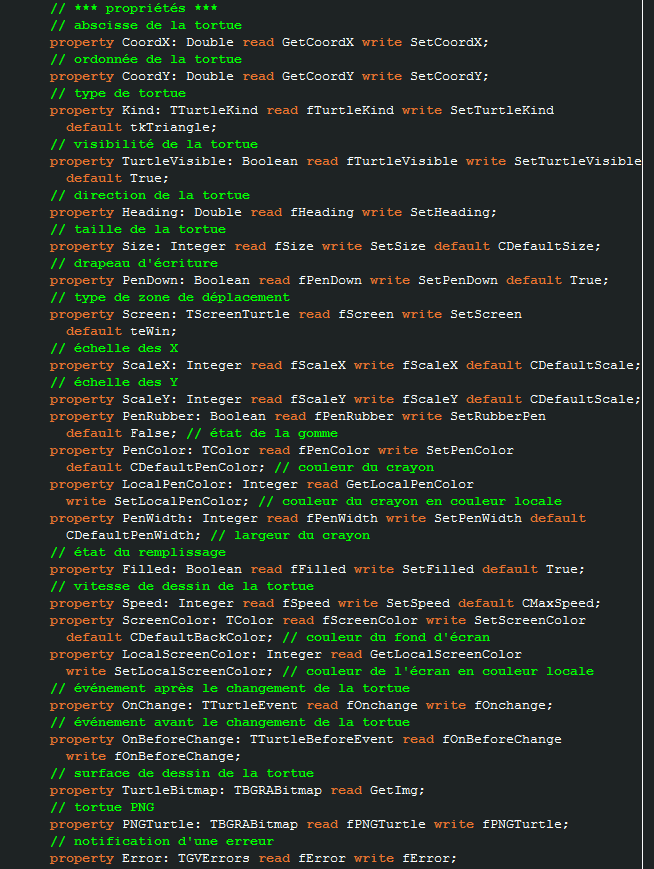 // *** propriétés ***
// abscisse de la tortue
property CoordX: Double read GetCoordX write SetCoordX;
// ordonnée de la tortue
property CoordY: Double read GetCoordY write SetCoordY;
// type de tortue
property Kind: TTurtleKind read fTurtleKind write SetTurtleKind
default tkTriangle;
// visibilité de la tortue
property TurtleVisible: Boolean read fTurtleVisible write SetTurtleVisible
default True;
// direction de la tortue
property Heading: Double read fHeading write SetHeading;
// taille de la tortue
property Size: Integer read fSize write SetSize default CDefaultSize;
// drapeau d'écriture
property PenDown: Boolean read fPenDown write SetPenDown default True;
// type de zone de déplacement
property Screen: TScreenTurtle read fScreen write SetScreen
default teWin;
// échelle des X
property ScaleX: Integer read fScaleX write fScaleX default CDefaultScale;
// échelle des Y
property ScaleY: Integer read fScaleY write fScaleY default CDefaultScale;
property PenRubber: Boolean read fPenRubber write SetRubberPen
default False; // état de la gomme
property PenColor: TColor read fPenColor write SetPenColor
default CDefaultPenColor; // couleur du crayon
property LocalPenColor: Integer read GetLocalPenColor
write SetLocalPenColor; // couleur du crayon en couleur locale
property PenWidth: Integer read fPenWidth write SetPenWidth default
CDefaultPenWidth; // largeur du crayon
// état du remplissage
property Filled: Boolean read fFilled write SetFilled default True;
// vitesse de dessin de la tortue
property Speed: Integer read fSpeed write SetSpeed default CMaxSpeed;
property ScreenColor: TColor read fScreenColor write SetScreenColor
default CDefaultBackColor; // couleur du fond d'écran
property LocalScreenColor: Integer read GetLocalScreenColor
write SetLocalScreenColor; // couleur de l'écran en couleur locale
// événement après le changement de la tortue
property OnChange: TTurtleEvent read fOnchange write fOnchange;
// événement avant le changement de la tortue
property OnBeforeChange: TTurtleBeforeEvent read fOnBeforeChange
write fOnBeforeChange;
// surface de dessin de la tortue
property TurtleBitmap: TBGRABitmap read GetImg;
// tortue PNG
property PNGTurtle: TBGRABitmap read fPNGTurtle write fPNGTurtle;
// notification d'une erreur
property Error: TGVErrors read fError write fError;